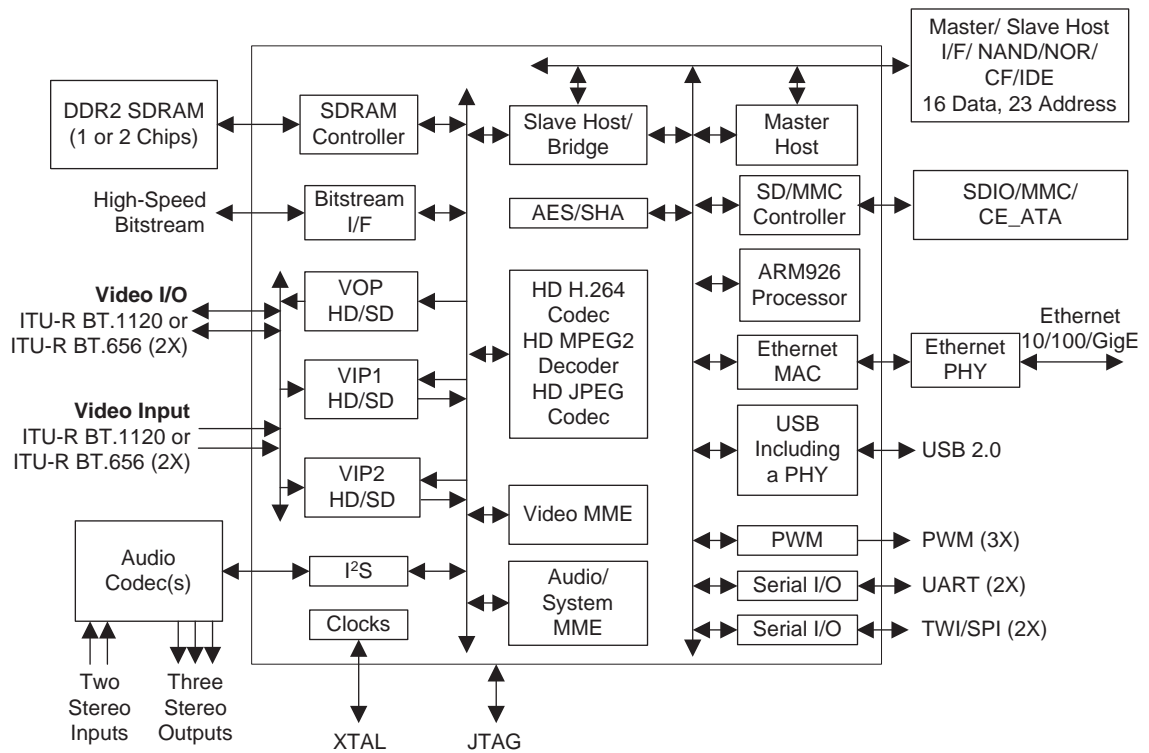 Master/ Slave Host
I/F/ NAND/NOR/
CF/IDE
16 Data, 23 Address
DDR2 SDRAM
(1 or 2 Chips)
SDRAM
Controller
Slave Host/
Bridge
Master
Host
High-Speed
Bitstream
Bitstream
I/F
AES/SHA
SD/MMC
Controller
SDIO/MMC/
CE_ATA
Video I/O
ITU-R BT.1120 or
ITU-R BT.656 (2X)
VOP
HD/SD
HD H.264
Codec
HD MPEG2
Decoder
HD JPEG
Codec
ARM926
Processor
VIP1
HD/SD
Ethernet
MAC
Ethernet
PHY
Ethernet
10/100/GigE
Video Input
ITU-R BT.1120 or
ITU-R BT.656 (2X)
VIP2
HD/SD
USB
Including
a PHY
USB 2.0
Video MME
Audio
Codec(s)
I²S
PWM
PWM (3X)
Audio/
System
MME
Serial I/O
UART (2X)
Clocks
Serial I/O
TWI/SPI (2X)
Two
Stereo
Inputs
Three
Stereo
Outputs
XTAL
JTAG